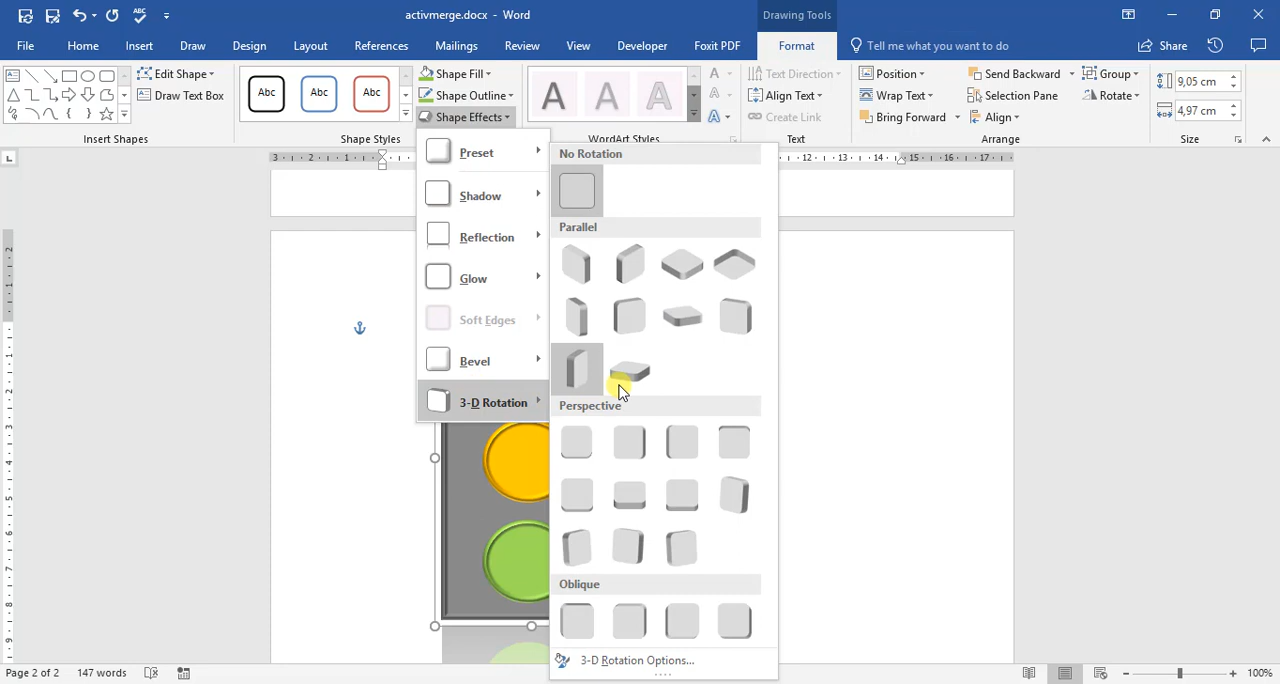 activmerge.docx - Word
Drawing Tools
File Home Insert Draw Design Layout References Mailings Review View Developer Foxit PDF Format Tell me what you want to do Share
Edit Shape
Draw Text Box
Insert Shapes
Abc Abc Abc
Shape Fill
Shape Outline
Shape Effects
Shape Styles
A A A
WordArt Styles
Text Direction
Align Text
Create Link
Text
Position
Wrap Text
Bring Forward
Send Backward
Selection Pane
Align
Group
Rotate
Arrange
9,05 cm
4,97 cm
Size
Preset
Shadow
Reflection
Glow
Soft Edges
Bevel
3-D Rotation
No Rotation
Parallel
Perspective
Oblique
3-D Rotation Options...
Page 2 of 2 147 words 100%